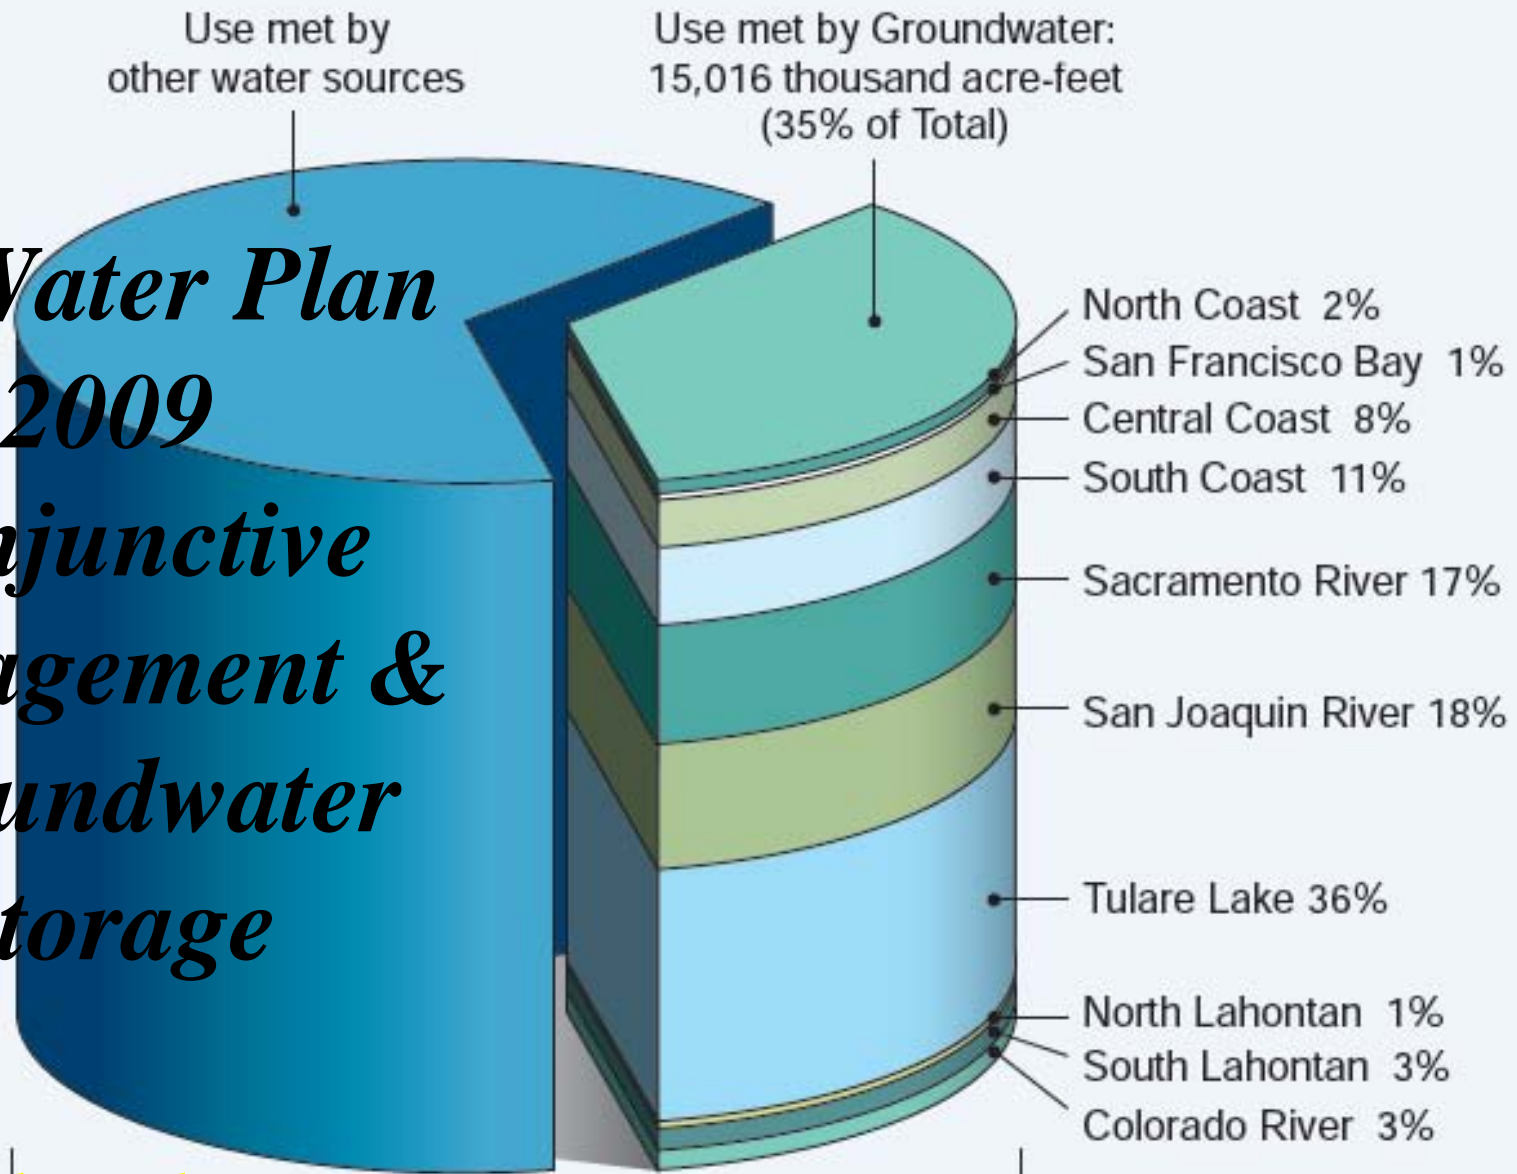 Use met by
other water sources
Use met by Groundwater:
15,016 thousand acre-feet
(35% of Total)
Water Plan
2009
njunctive
agement &
undwater
torage
North Coast 2%
San Francisco Bay 1%
Central Coast 8%
South Coast 11%
Sacramento River 17%
San Joaquin River 18%
Tulare Lake 36%
North Lahontan 1%
South Lahontan 3%
Colorado River 3%